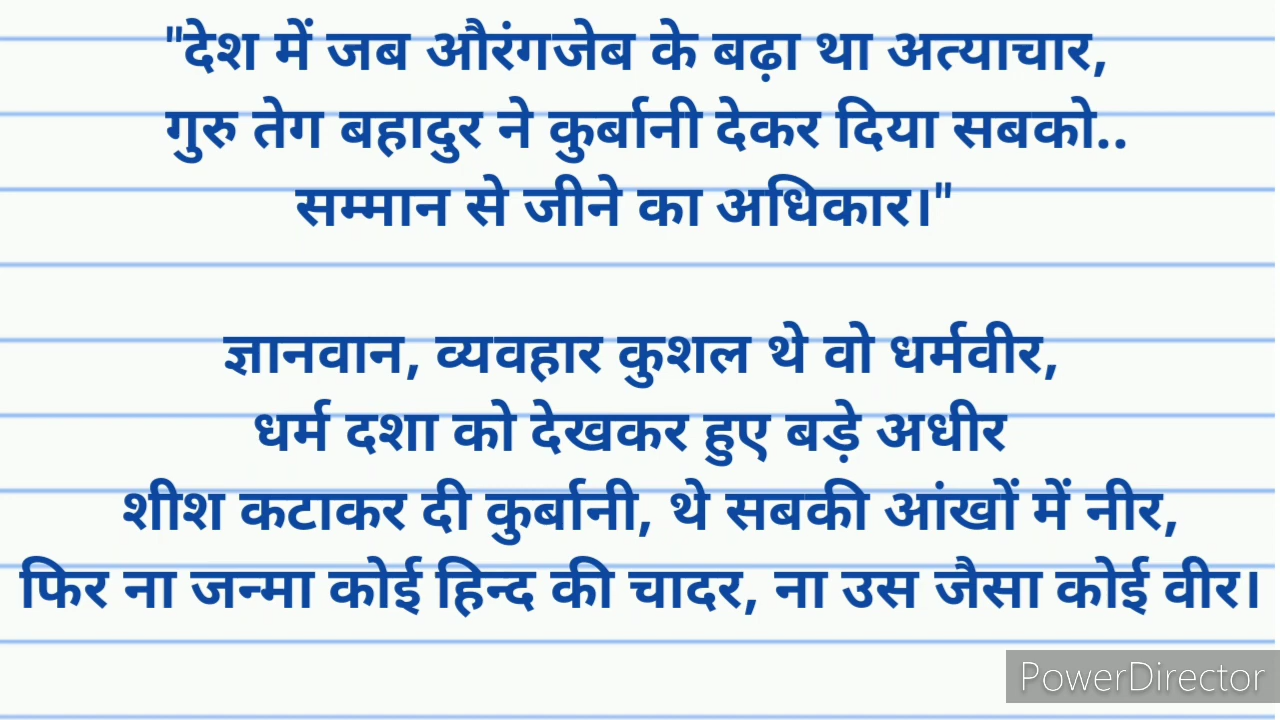 "देश में जब औरंगजेब के बढ़ा था अत्याचार,
गुरु तेग बहादुर ने कुर्बानी देकर दिया सबको..
सम्मान से जीने का अधिकार।"
ज्ञानवान, व्यवहार कुशल थे वो धर्मवीर,
धर्म दशा को देखकर हुए बड़े अधीर
शीश कटाकर दी कुर्बानी, थे सबकी आंखों में नीर,
फिर ना जन्मा कोई हिन्द की चादर, ना उस जैसा कोई वीर।
PowerDirector